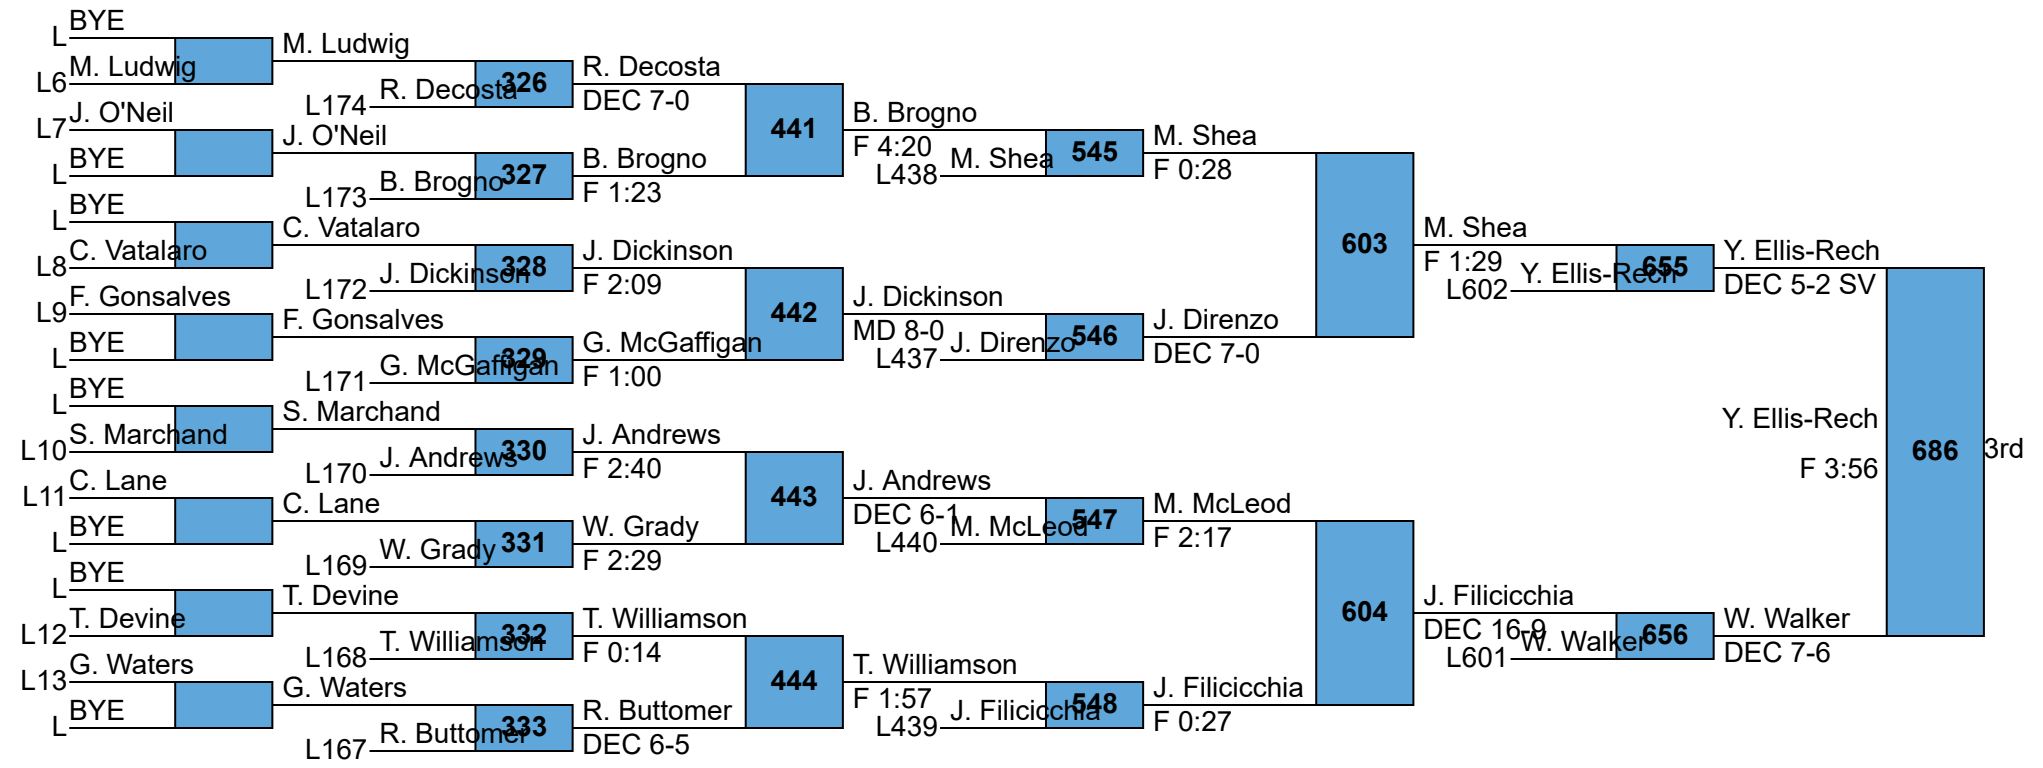 BYE
L
M. Ludwig
L6
M. Ludwig
R. Decosta
L174
326
R. Decosta
DEC 7-0
J. O'Neil
L7
BYE
L
J. O'Neil
B. Brogno
L173
327
B. Brogno
F 1:23
441
B. Brogno
F 4:20
M. Shea
L438
545
M. Shea
F 0:28
BYE
L
C. Vatalaro
L8
C. Vatalaro
J. Dickinson
L172
328
J. Dickinson
F 2:09
F. Gonsalves
L9
BYE
L
F. Gonsalves
G. McGaffigan
L171
329
G. McGaffigan
F 1:00
442
J. Dickinson
MD 8-0
J. Direnzo
L437
546
J. Direnzo
DEC 7-0
603
M. Shea
F 1:29
Y. Ellis-Rech
L602
655
Y. Ellis-Rech
DEC 5-2 SV
BYE
L
S. Marchand
L10
S. Marchand
J. Andrews
L170
330
J. Andrews
F 2:40
C. Lane
L11
BYE
L
C. Lane
W. Grady
L169
331
W. Grady
F 2:29
443
J. Andrews
DEC 6-1
M. McLeod
L440
547
M. McLeod
F 2:17
BYE
L
T. Devine
L12
T. Devine
T. Williamson
L168
332
T. Williamson
F 0:14
G. Waters
L13
BYE
L
G. Waters
R. Buttomer
L167
333
R. Buttomer
DEC 6-5
444
T. Williamson
F 1:57
J. Filicicchia
L439
548
J. Filicicchia
F 0:27
604
J. Filicicchia
DEC 16-9
W. Walker
L601
656
W. Walker
DEC 7-6
Y. Ellis-Rech
F 3:56
686
3rd